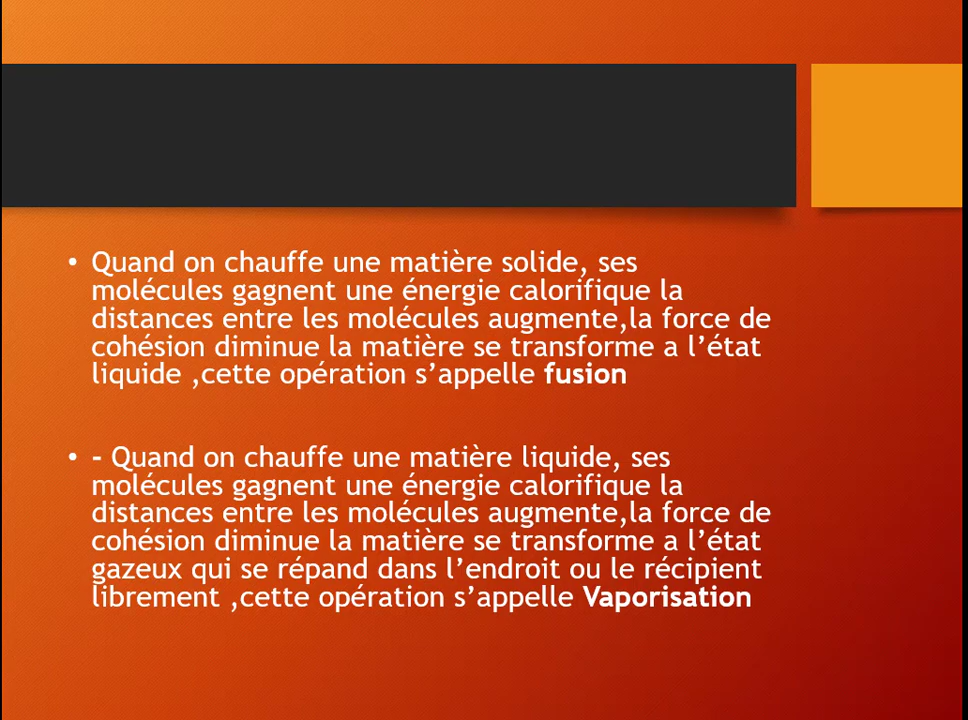 • Quand on chauffe une matière solide, ses
molécules gagnent une énergie calorifique la
distances entre les molécules augmente,la force de
cohésion diminue la matière se transforme a l’état
liquide ,cette opération s’appelle fusion
• - Quand on chauffe une matière liquide, ses
molécules gagnent une énergie calorifique la
distances entre les molécules augmente,la force de
cohésion diminue la matière se transforme a l’état
gazeux qui se répand dans l’endroit ou le récipient
librement ,cette opération s’appelle Vaporisation